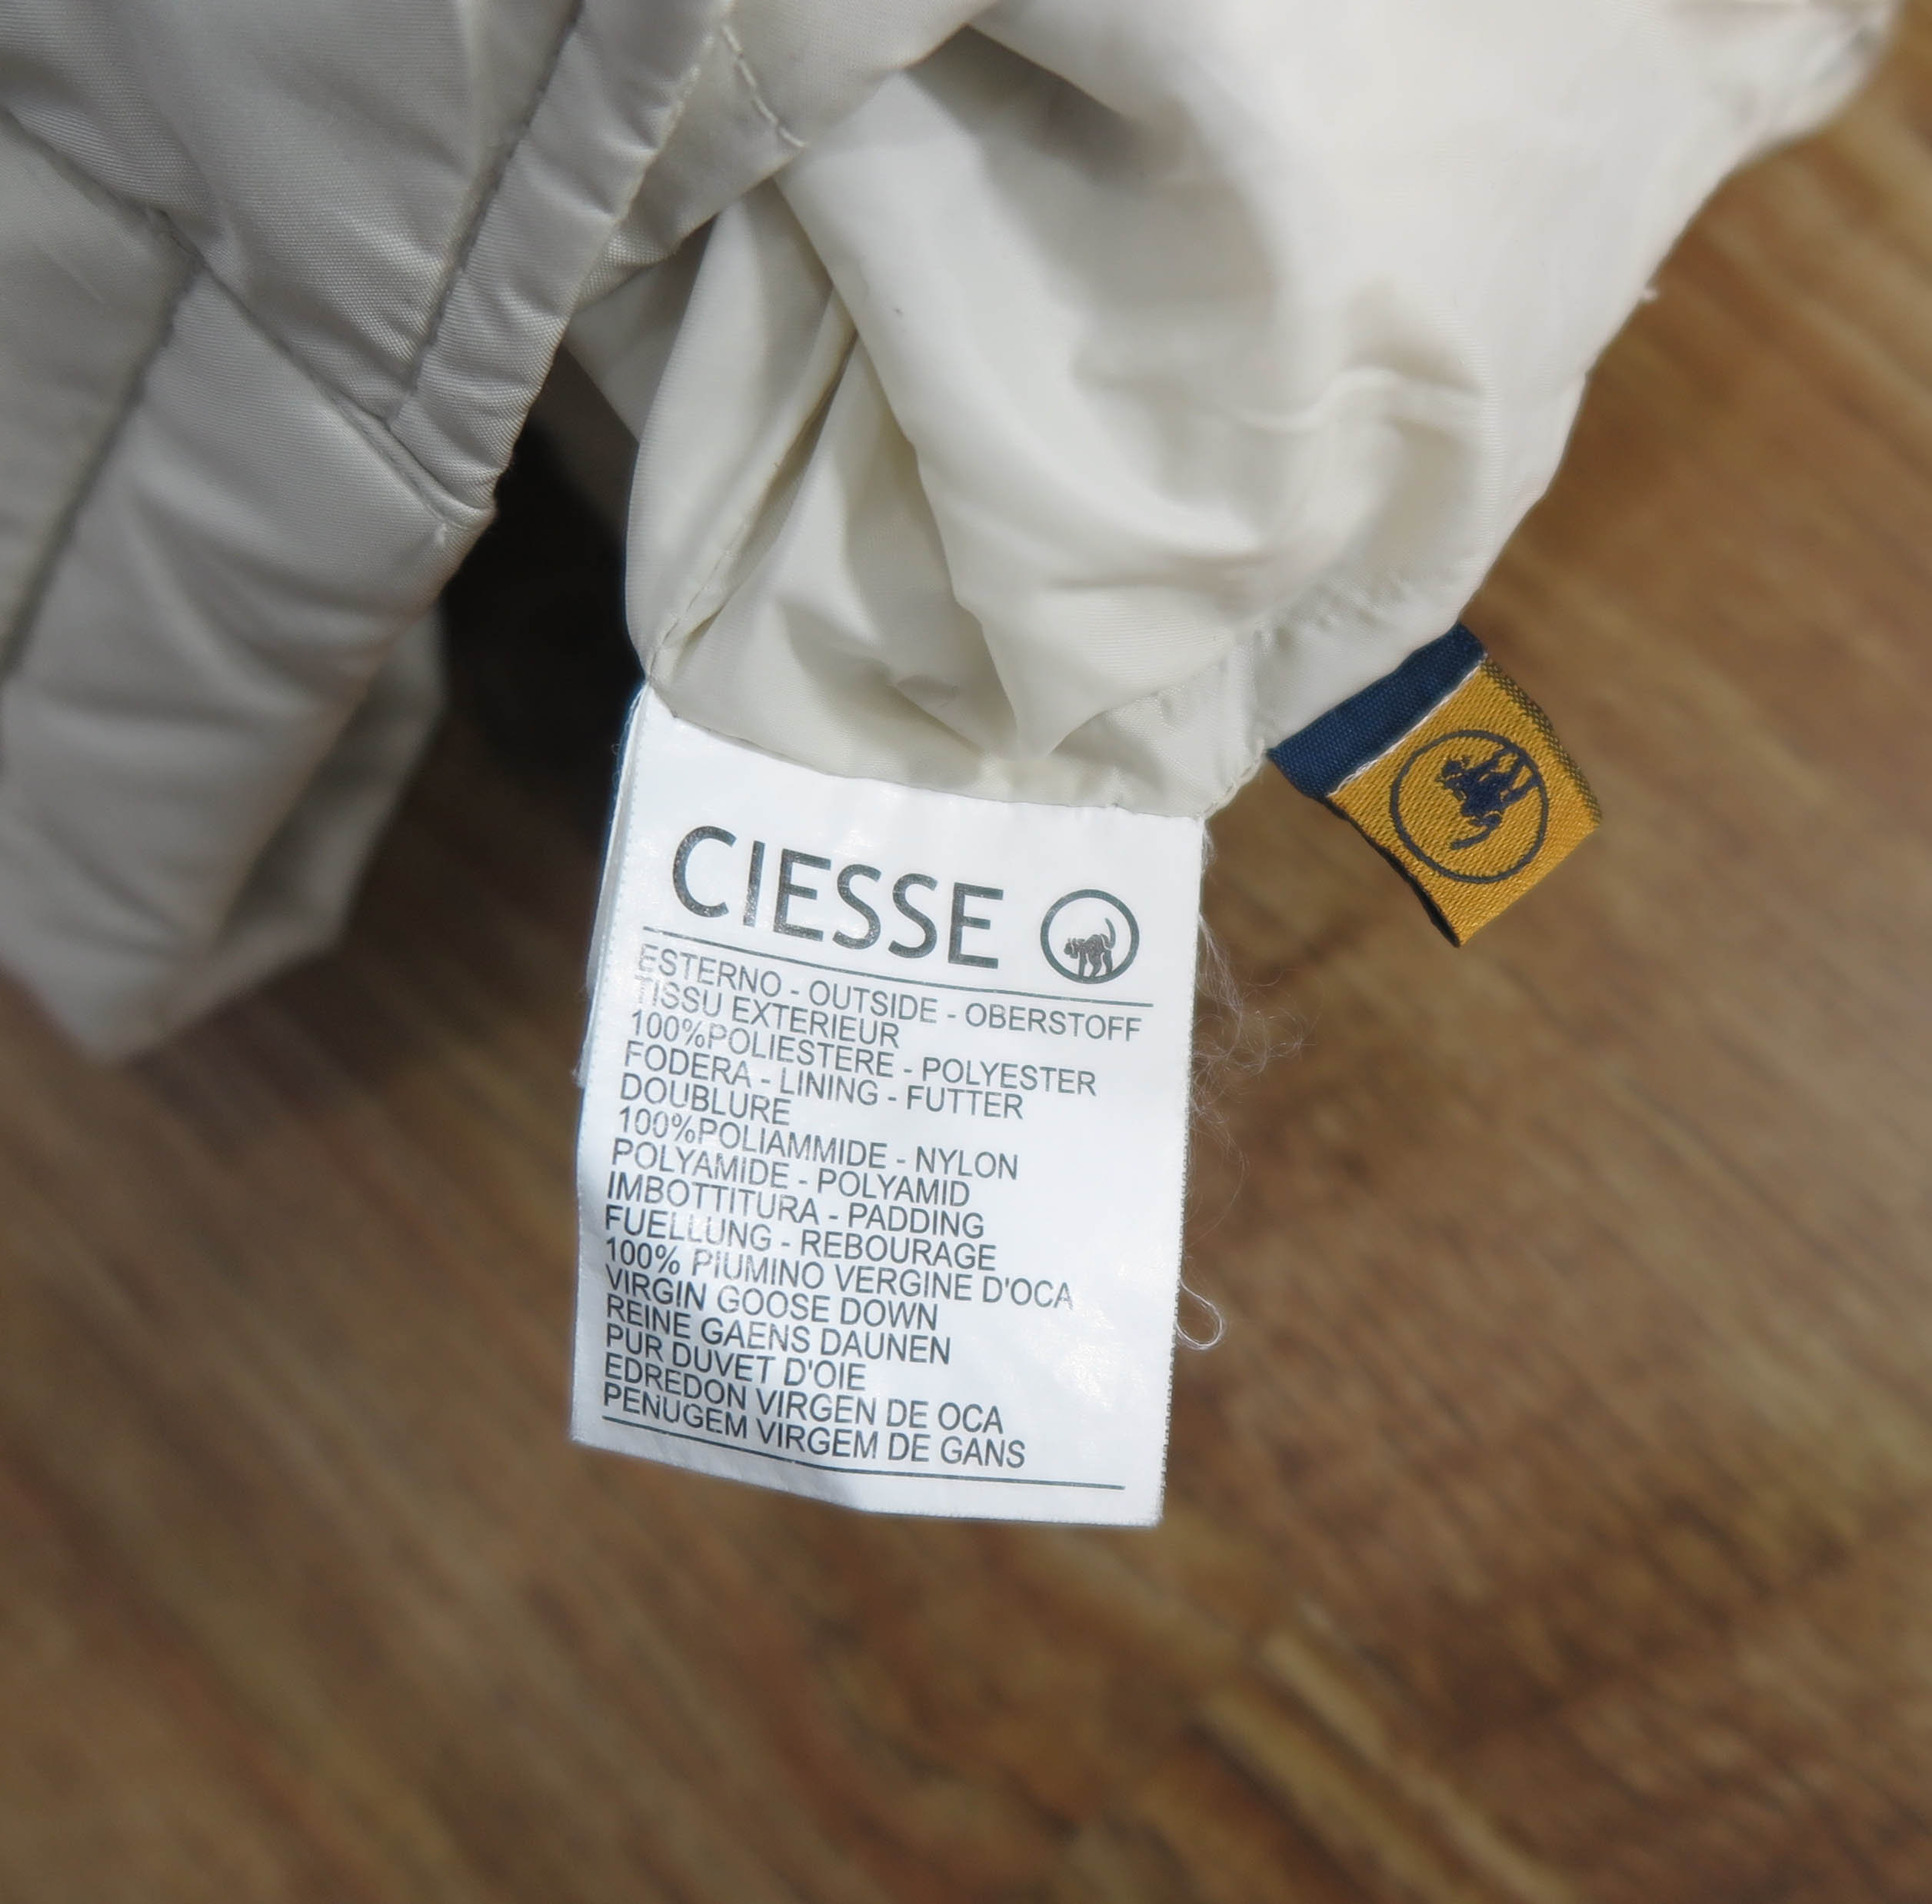 CIESSE
ESTERNO - OUTSIDE - OBERSTOFF
TISSU EXTERIEUR
100%POLIESTERE - POLYESTER
FODERA - LINING - FUTTER
DOUBLURE
100%POLIAMMIDE - NYLON
POLYAMIDE - POLYAMID
IMBOTTITURA - PADDING
FUELLUNG - REBOURAGE
100% PIUMINO VERGINE D'OCA
VIRGIN GOOSE DOWN
REINE GAENS DAUNEN
PUR DUVET D'OIE
EDREDON VIRGEN DE OCA
PENUGEM VIRGEM DE GANS